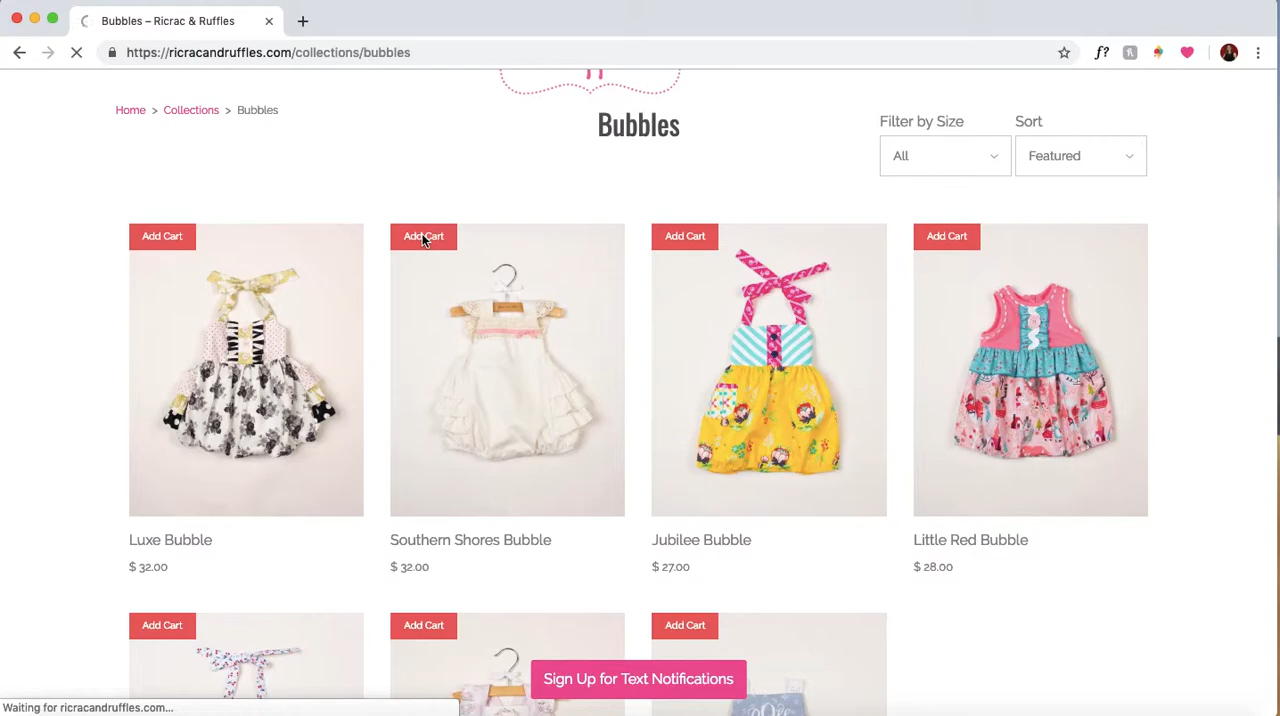 Bubbles – Ricrac & Ruffles
https://ricracandruffles.com/collections/bubbles
f?
Home > Collections > Bubbles
Bubbles
Filter by Size
Sort
All
Featured
Add Cart
Add Cart
Add Cart
Add Cart
Luxe Bubble
Southern Shores Bubble
Jubilee Bubble
Little Red Bubble
$ 32.00
$ 32.00
$ 27.00
$ 28.00
Add Cart
Add Cart
Add Cart
Sign Up for Text Notifications
Waiting for ricracandruffles.com...